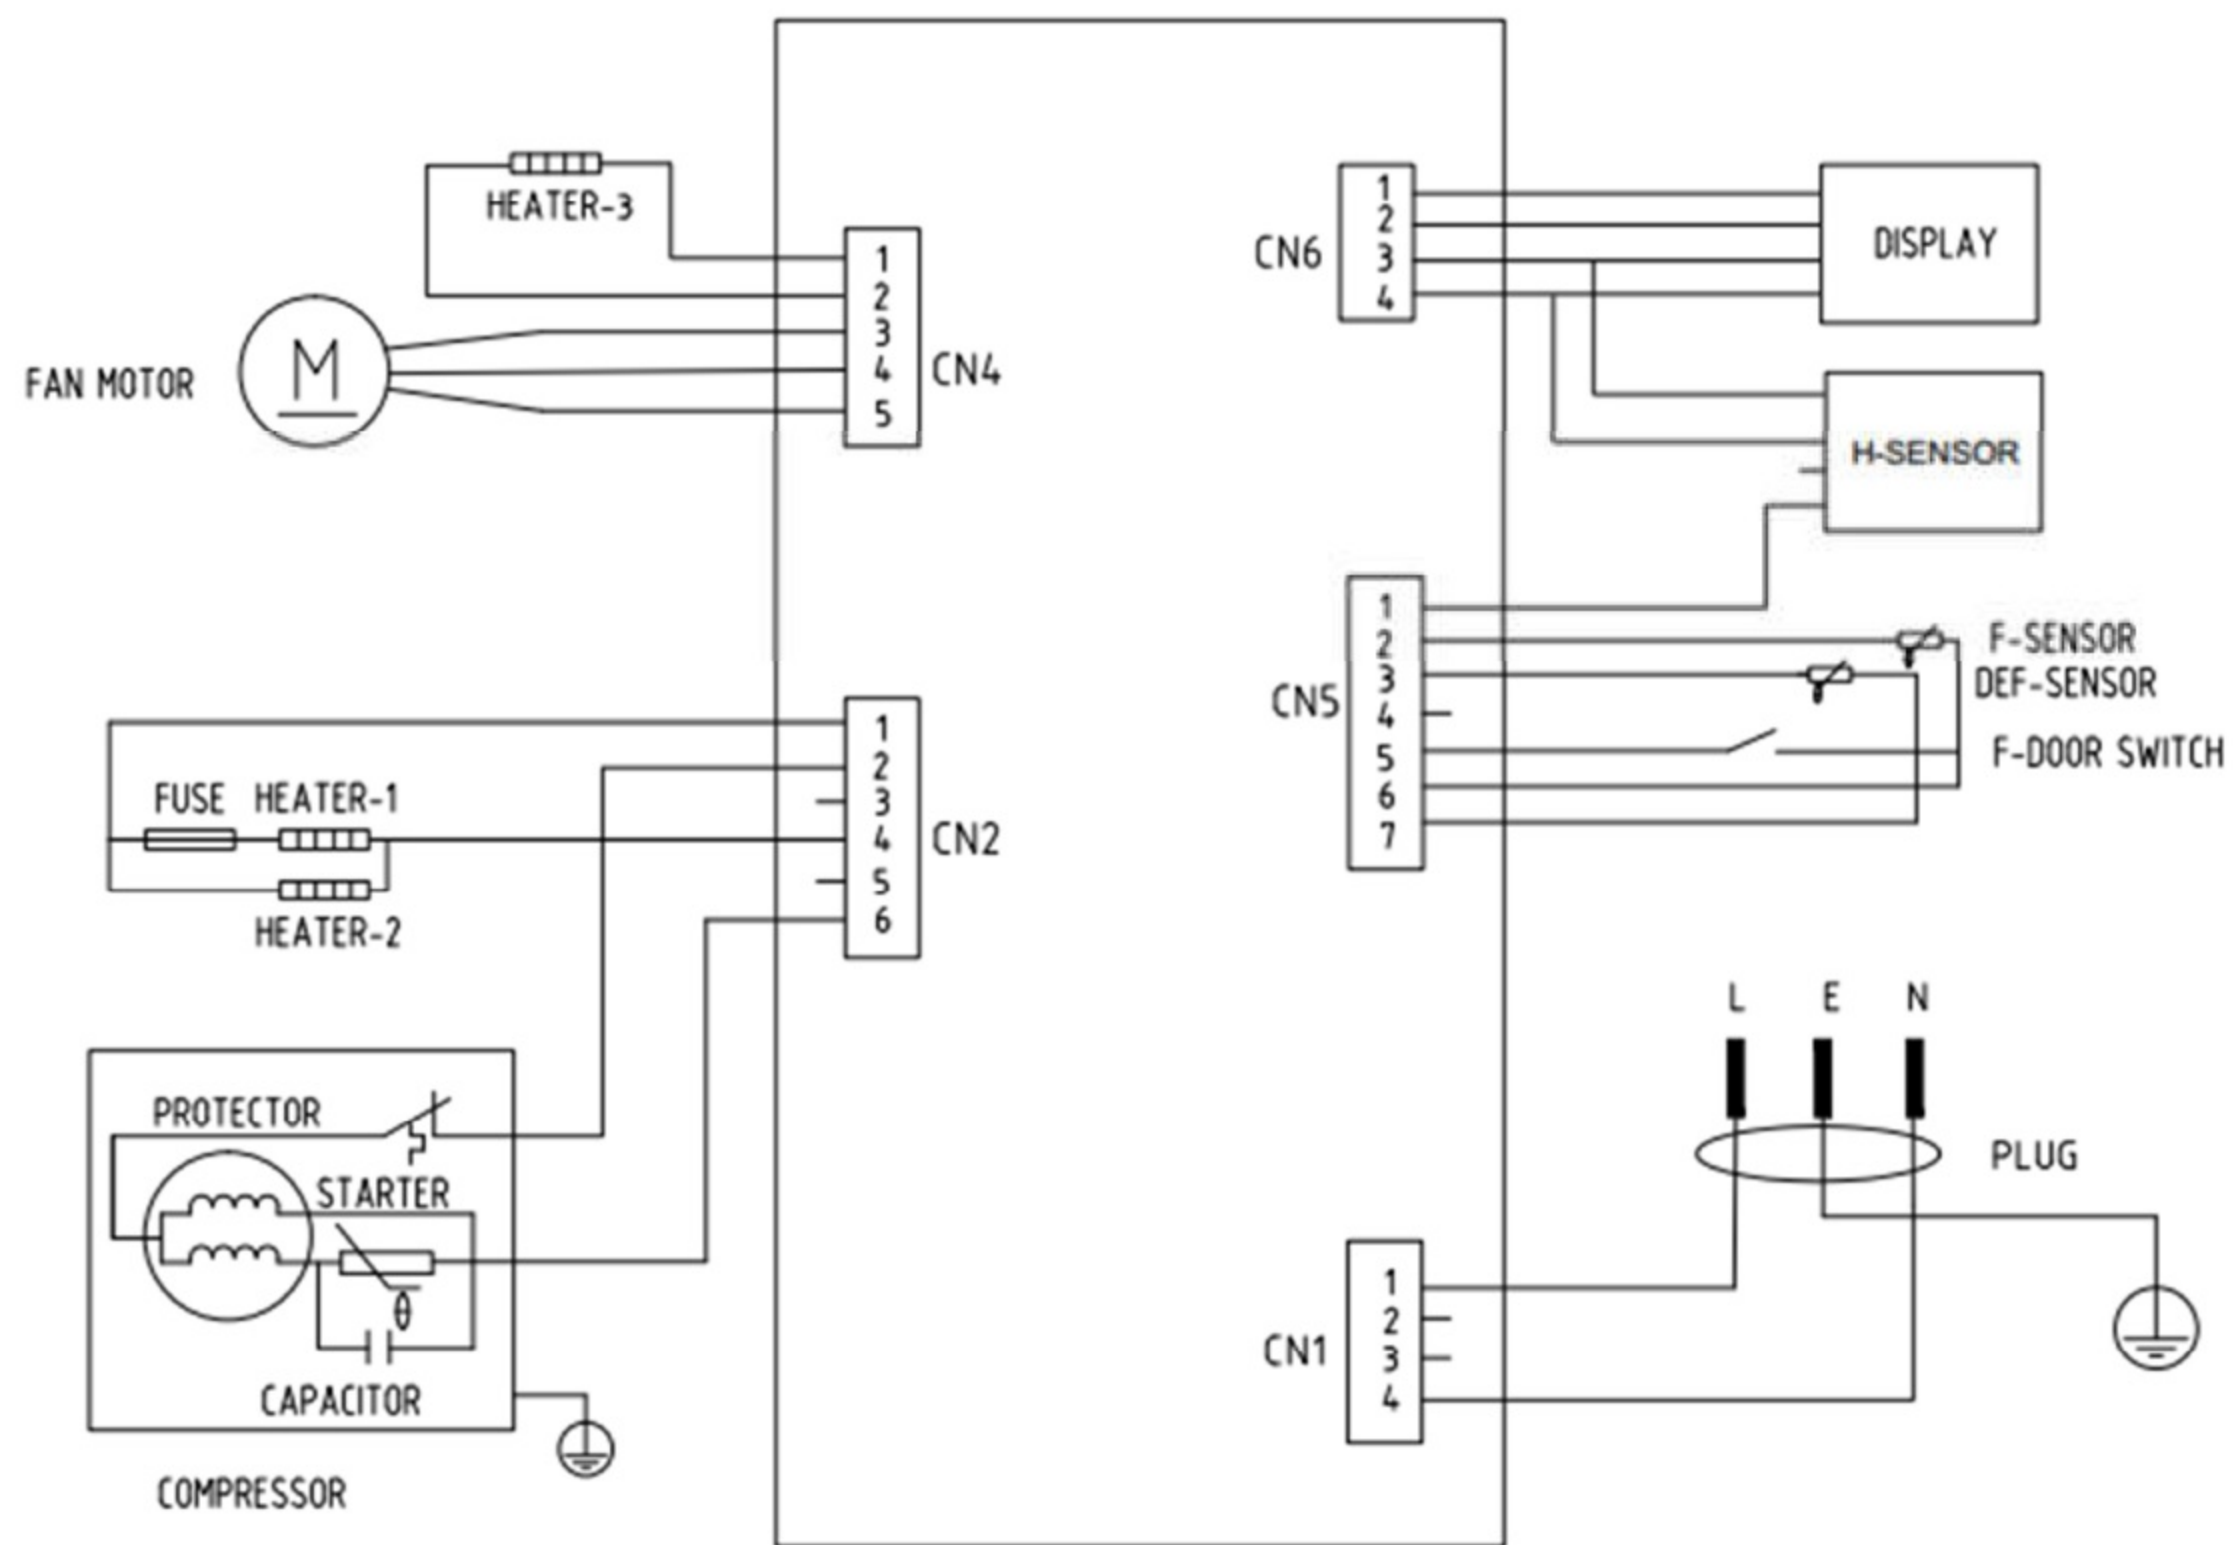 HEATER-3
FAN MOTOR
M
1
2
3
4
5
CN4
CN6
1
2
3
4
DISPLAY
H-SENSOR
CN5
1
2
3
4
5
6
7
F-SENSOR
DEF-SENSOR
F-DOOR SWITCH
FUSE HEATER-1
HEATER-2
1
2
3
4
5
6
CN2
PROTECTOR
STARTER
θ
CAPACITOR
COMPRESSOR
L E N
PLUG
CN1
1
2
3
4